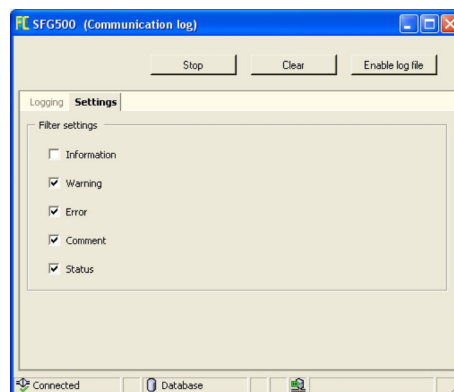 FC SFG500 (Communication log)
Stop Clear Enable log file
Logging Settings
Filter settings
Information
Warning
Error
Comment
Status
Connected Database